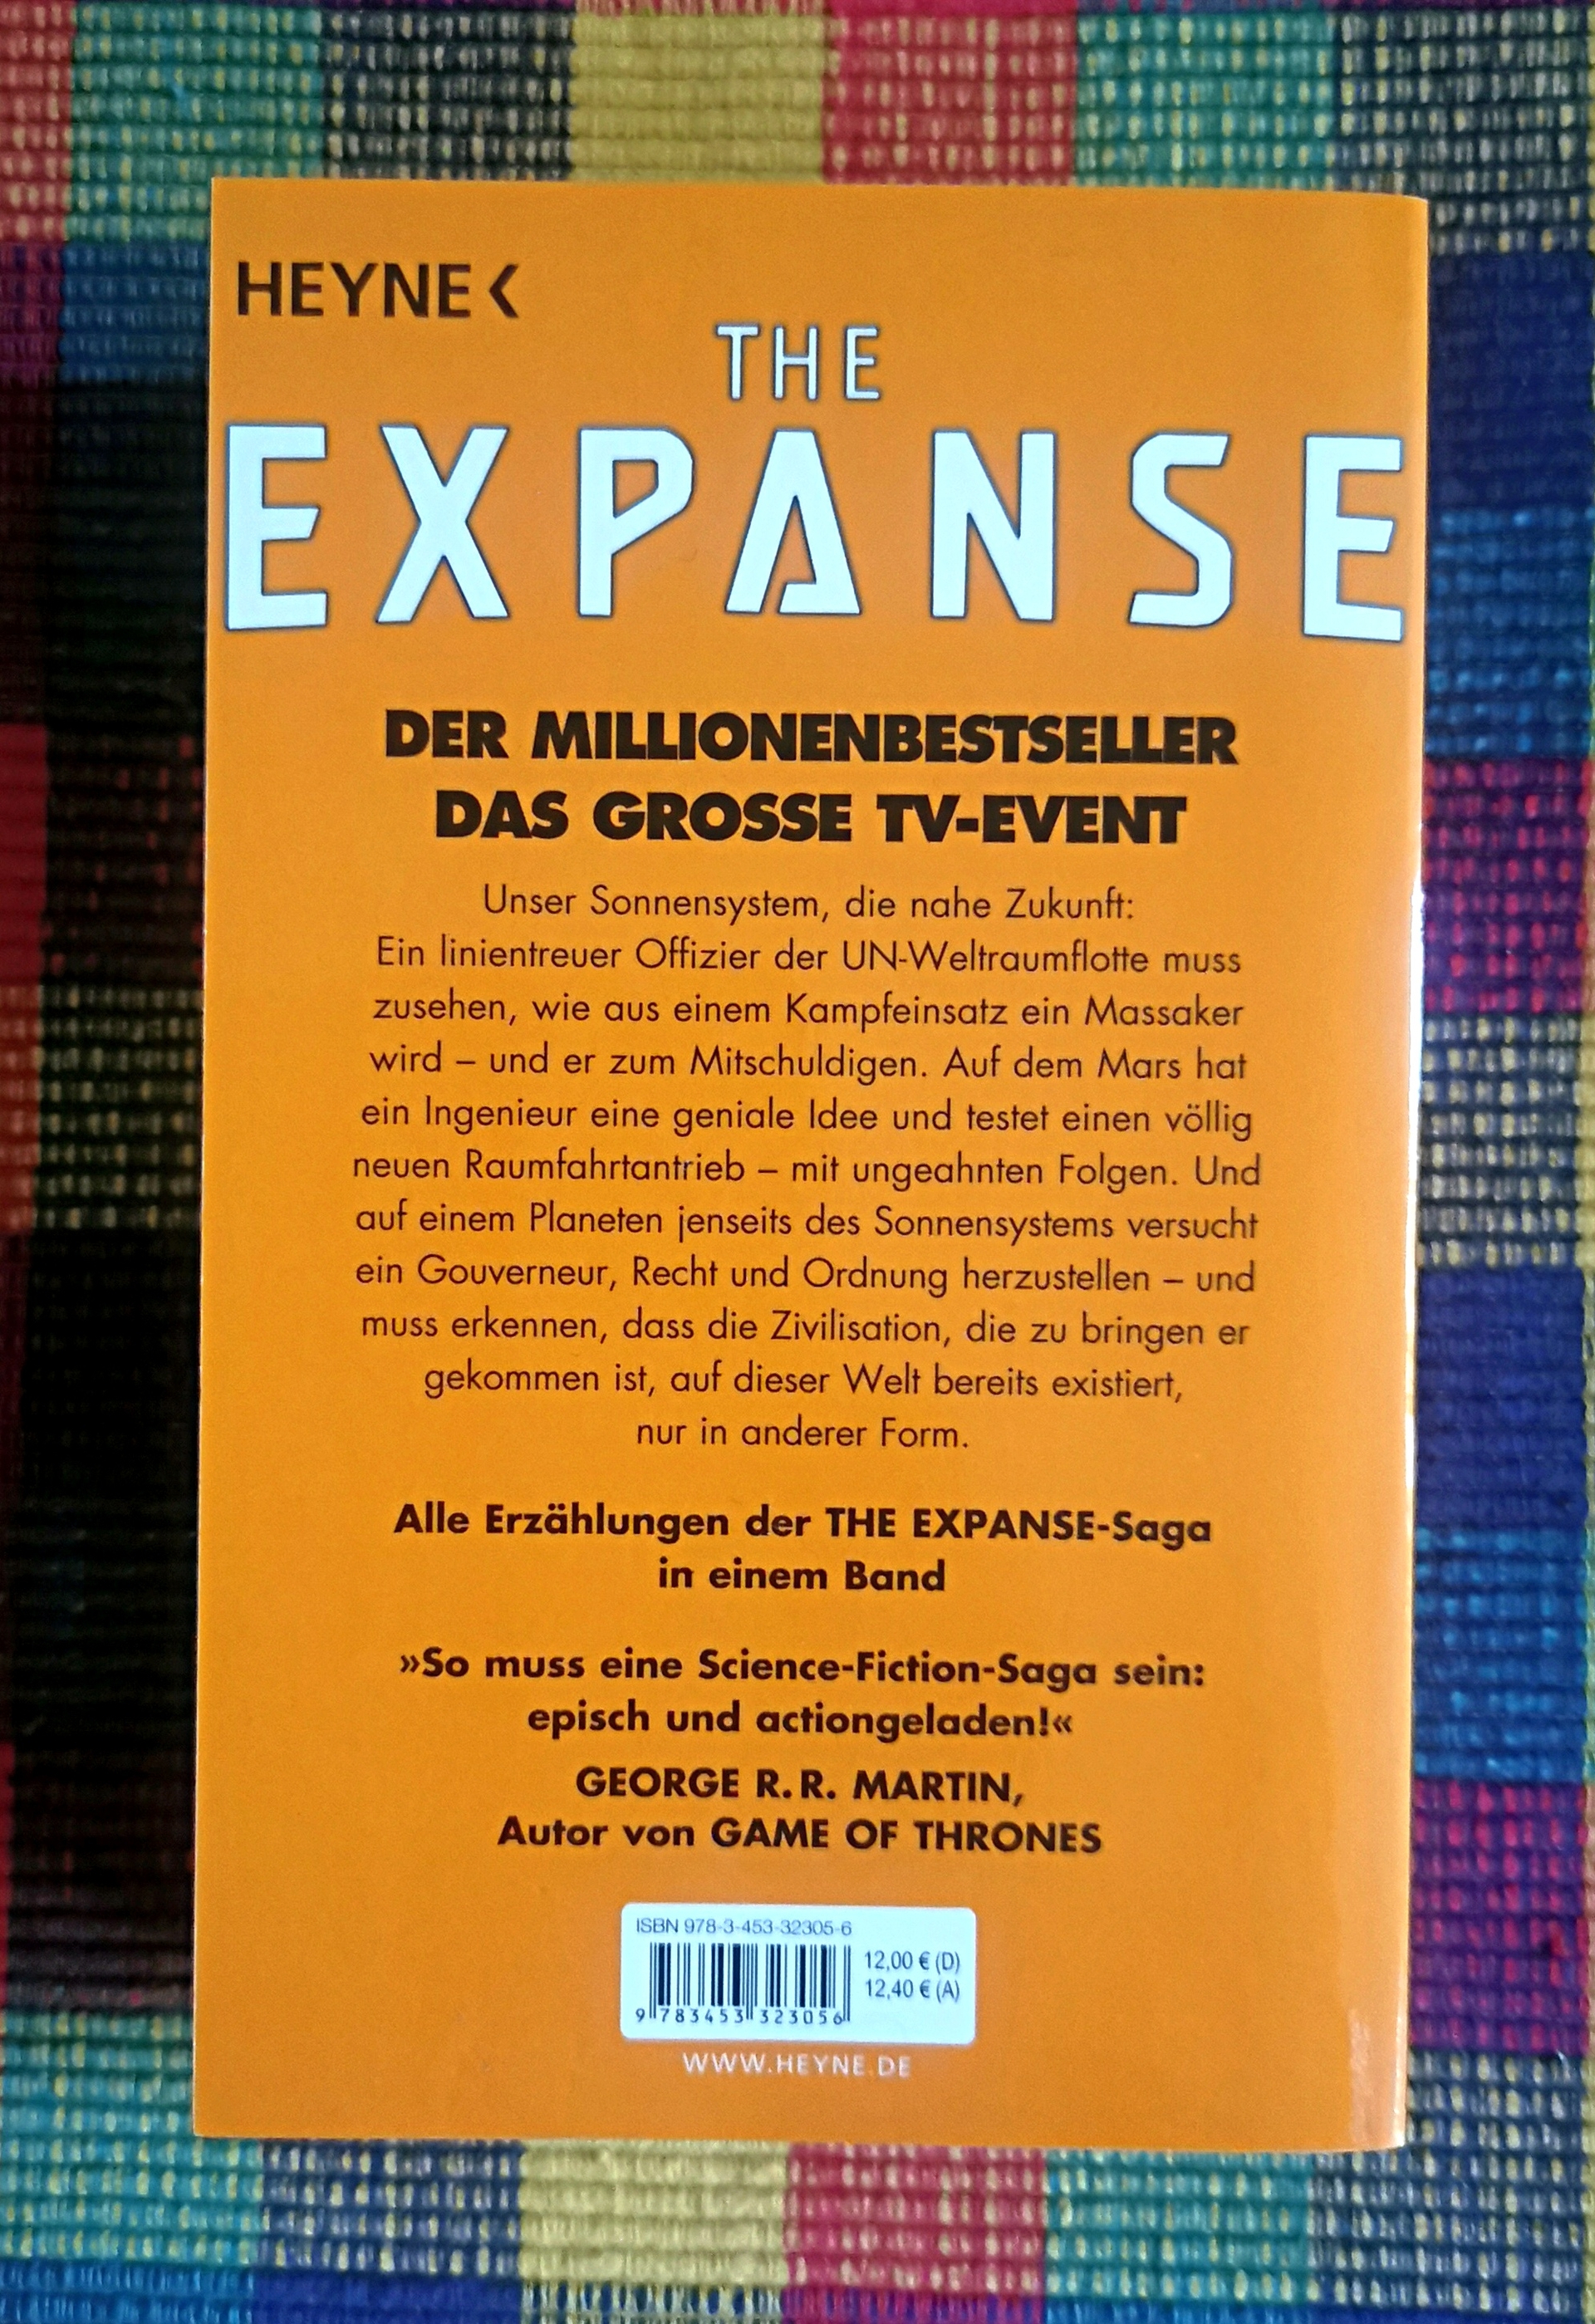 HEYNE<
THE
EXPANSE
DER MILLIONENBESTSELLER
DAS GROSSE TV-EVENT
Unser Sonnensystem, die nahe Zukunft:
Ein linientreuer Offizier der UN-Weltraumflotte muss
zusehen, wie aus einem Kampfeinsatz ein Massaker
wird – und er zum Mitschuldigen. Auf dem Mars hat
ein Ingenieur eine geniale Idee und testet einen völlig
neuen Raumfahrtantrieb – mit ungeahnten Folgen. Und
auf einem Planeten jenseits des Sonnensystems versucht
ein Gouverneur, Recht und Ordnung herzustellen – und
muss erkennen, dass die Zivilisation, die zu bringen er
gekommen ist, auf dieser Welt bereits existiert,
nur in anderer Form.
Alle Erzählungen der THE EXPANSE-Saga
in einem Band
»So muss eine Science-Fiction-Saga sein:
episch und actiongeladen!«
GEORGE R. R. MARTIN,
Autor von GAME OF THRONES
ISBN 978-3-453-32305-6
12,00 € (D)
12,40 € (A)
9 783453 323056
WWW.HEYNE.DE